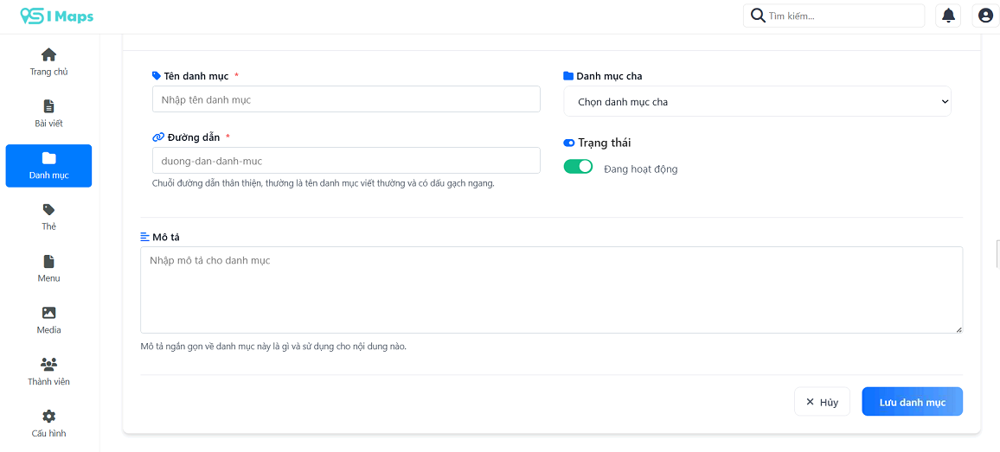 SI Maps
Tìm kiếm...
Trang chủ
Bài viết
Danh mục
Thẻ
Menu
Media
Thành viên
Cấu hình
Tên danh mục *
Nhập tên danh mục
Danh mục cha
Chọn danh mục cha
Đường dẫn *
duong-dan-danh-muc
Chuỗi đường dẫn thân thiện, thường là tên danh mục viết thường và có dấu gạch ngang.
Trạng thái
Đang hoạt động
Mô tả
Nhập mô tả cho danh mục
Mô tả ngắn gọn về danh mục này là gì và sử dụng cho nội dung nào.
Hủy
Lưu danh mục